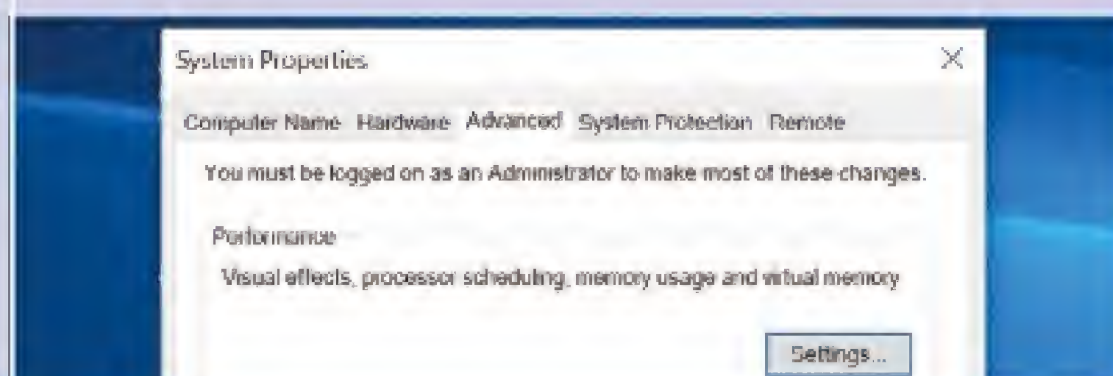 System Properties
Computer Name Hardware Advanced System Protection Remote
You must be logged on as an Administrator to make most of these changes.
Performance
Visual effects, processor scheduling, memory usage and virtual memory
Settings...